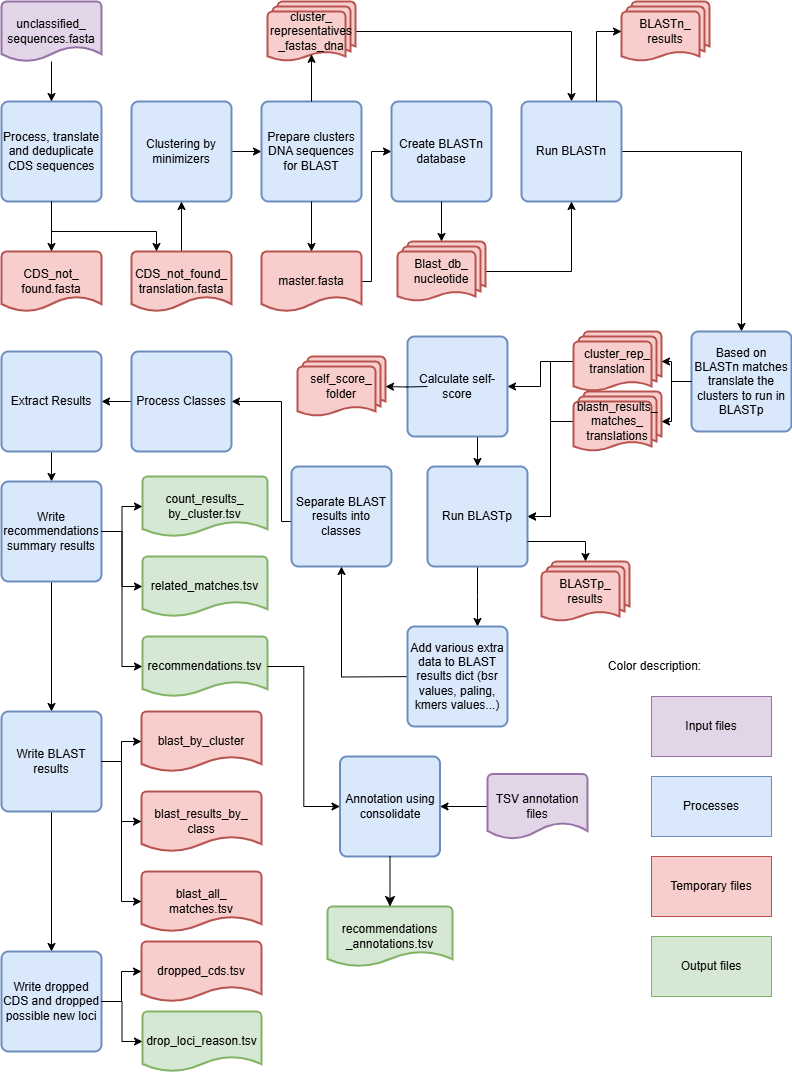 unclassified_
sequences.fasta
cluster_
representatives
_fastas_dna
BLASTn_
results
Process, translate
and deduplicate
CDS sequences
Clustering by
minimizers
Prepare clusters
DNA sequences
for BLAST
Create BLASTn
database
Run BLASTn
CDS_not_
found.fasta
CDS_not_found_
translation.fasta
master.fasta
Blast_db_
nucleotide
Based on
BLASTn matches
translate the
clusters to run in
BLASTp
cluster_rep_
translation
blastn_results_
matches_
translations
Calculate self-
score
self_score_
folder
Process Classes
Extract Results
Write
recommendations
summary results
count_results_
by_cluster.tsv
related_matches.tsv
recommendations.tsv
Separate BLAST
results into
classes
Run BLASTp
BLASTp_
results
Add various extra
data to BLAST
results dict (bsr
values, paling,
kmers values...)
Color description:
Input files
Processes
Temporary files
Output files
Write BLAST
results
blast_by_cluster
blast_results_by_
class
blast_all_
matches.tsv
Annotation using
consolidate
TSV annotation
files
recommendations
_annotations.tsv
Write dropped
CDS and dropped
possible new loci
dropped_cds.tsv
drop_loci_reason.tsv